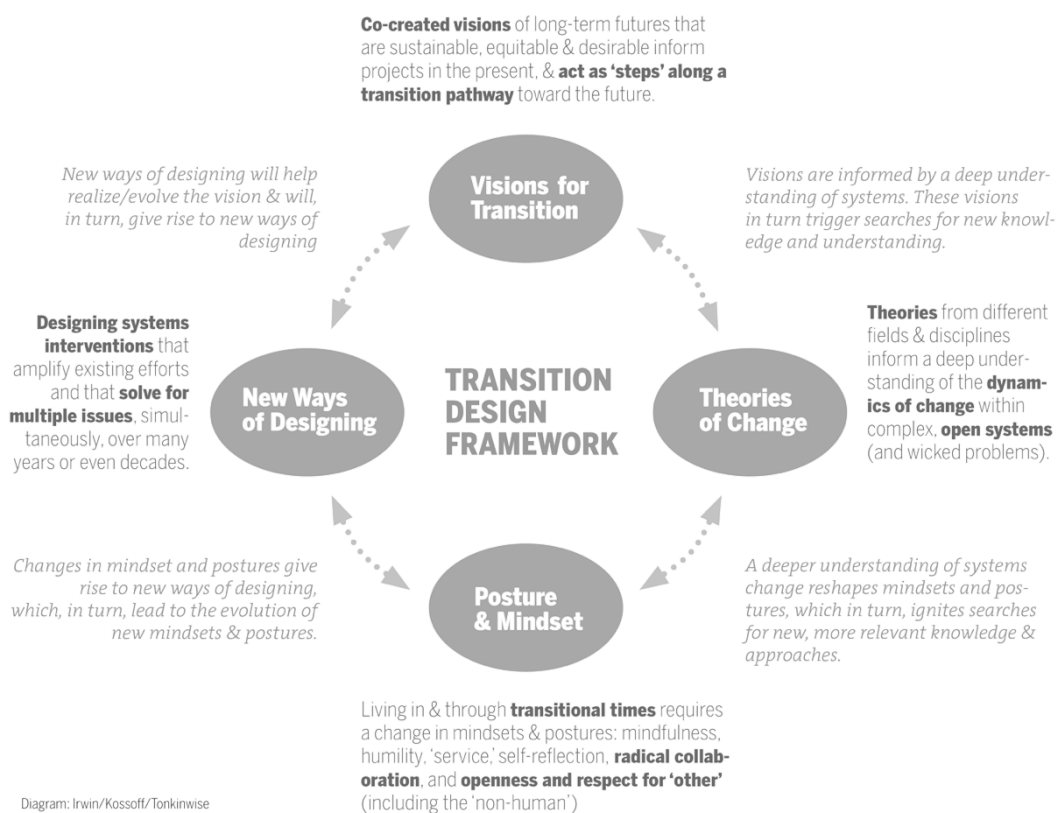 Co-created visions of long-term futures that
are sustainable, equitable & desirable inform
projects in the present, & act as ‘steps’ along a
transition pathway toward the future.
New ways of designing will help
realize/evolve the vision & will,
in turn, give rise to new ways of
designing
Visions for
Transition
Visions are informed by a deep under-
standing of systems. These visions
in turn trigger searches for new knowl-
edge and understanding.
Designing systems
interventions that
amplify existing efforts
and that solve for
multiple issues, simul-
taneously, over many
years or even decades.
New Ways
of Designing
TRANSITION
DESIGN
FRAMEWORK
Theories
of Change
Theories from different
fields & disciplines
inform a deep under-
standing of the dynam-
ics of change within
complex, open systems
(and wicked problems).
Changes in mindset and postures give
rise to new ways of designing,
which, in turn, lead to the evolution of
new mindsets & postures.
Posture
& Mindset
A deeper understanding of systems
change reshapes mindsets and pos-
tures, which in turn, ignites searches
for new, more relevant knowledge &
approaches.
Living in & through transitional times requires
a change in mindsets & postures: mindfulness,
humility, ‘service,’ self-reflection, radical collab-
oration, and openness and respect for ‘other’
(including the ‘non-human’)
Diagram: Irwin/Kossoff/Tonkinwise